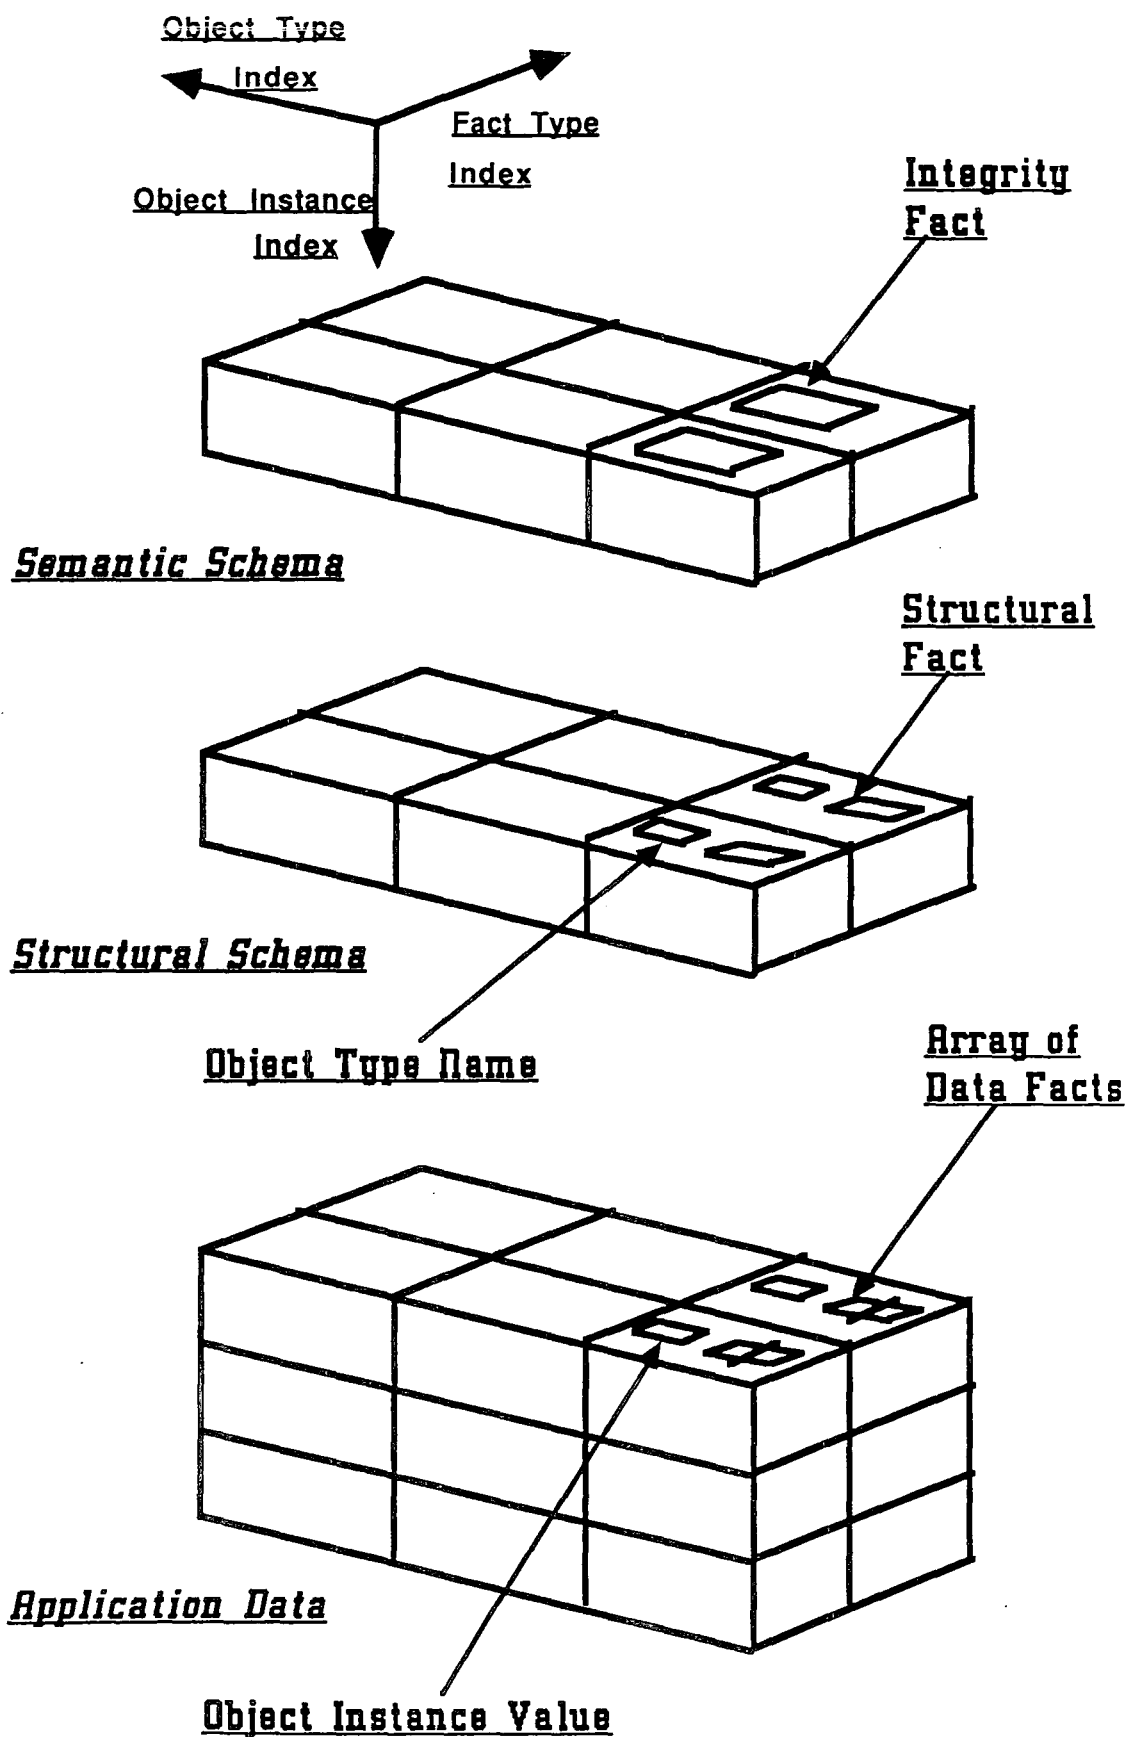 Object Type
Index
Fact Type
Index
Object Instance
Index
Integrity
Fact
Semantic Schema
Structural
Fact
Structural Schema
Object Type Name
Array of
Data Facts
Application Data
Object Instance Value